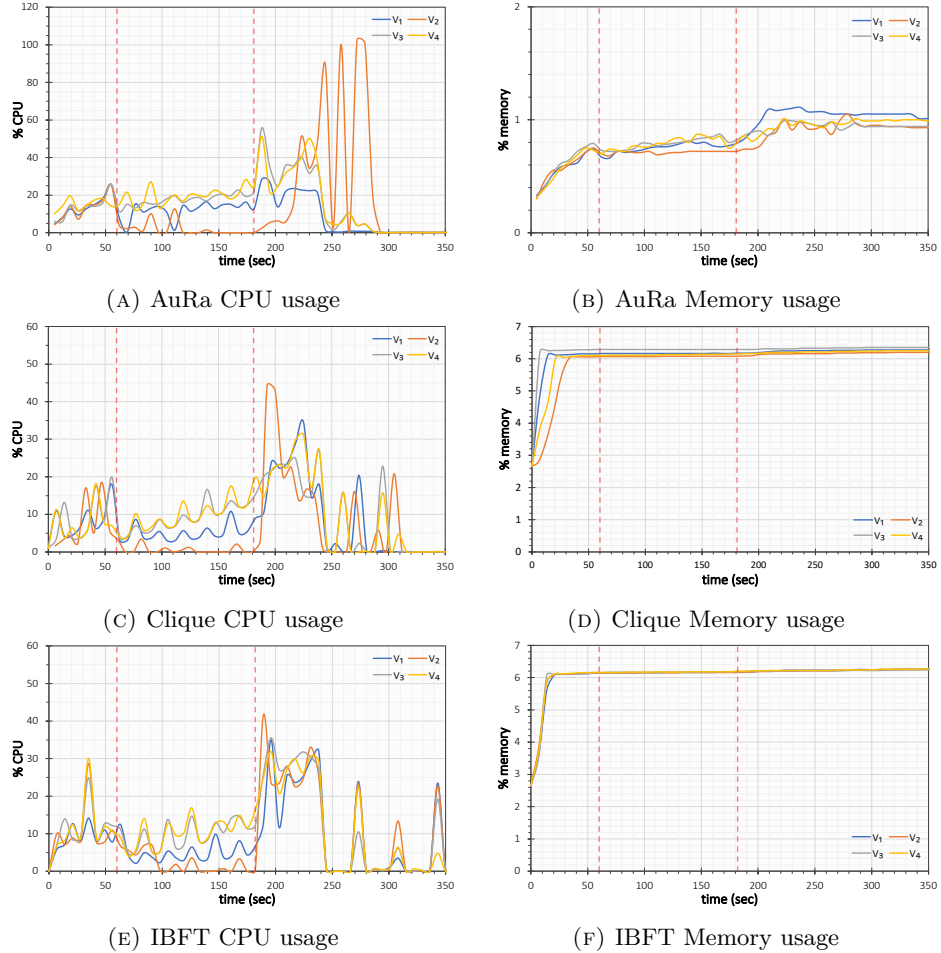 V₁ V₂
V₃ V₄
% CPU
120
100
80
60
40
20
0
0 50 100 150 200 250 300 350
time (sec)
(A) AuRa CPU usage
V₁ V₂
V₃ V₄
% memory
2
1
0
0 50 100 150 200 250 300 350
time (sec)
(B) AuRa Memory usage
V₁ V₂
V₃ V₄
% CPU
60
50
40
30
20
10
0
0 50 100 150 200 250 300 350
time (sec)
(C) Clique CPU usage
% memory
7
6
5
4
3
2
1
0
V₁ V₂
V₃ V₄
0 50 100 150 200 250 300 350
time (sec)
(D) Clique Memory usage
V₁ V₂
V₃ V₄
% CPU
60
50
40
30
20
10
0
0 50 100 150 200 250 300 350
time (sec)
(E) IBFT CPU usage
% memory
7
6
5
4
3
2
1
0
V₁ V₂
V₃ V₄
0 50 100 150 200 250 300 350
time (sec)
(F) IBFT Memory usage